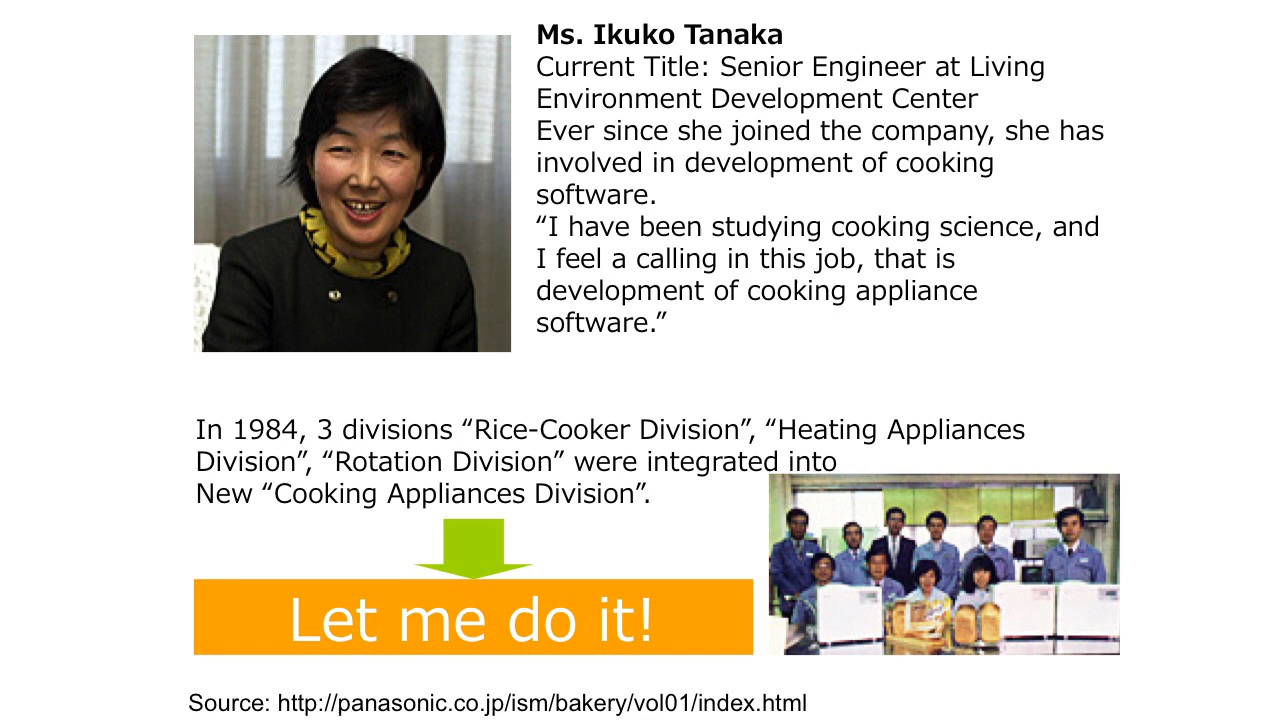 Ms. Ikuko Tanaka
Current Title: Senior Engineer at Living
Environment Development Center
Ever since she joined the company, she has
involved in development of cooking
software.
“I have been studying cooking science, and
I feel a calling in this job, that is
development of cooking appliance
software.”
In 1984, 3 divisions “Rice-Cooker Division”, “Heating Appliances
Division”, “Rotation Division” were integrated into
New “Cooking Appliances Division”.
Let me do it!
Source: http://panasonic.co.jp/ism/bakery/vol01/index.html